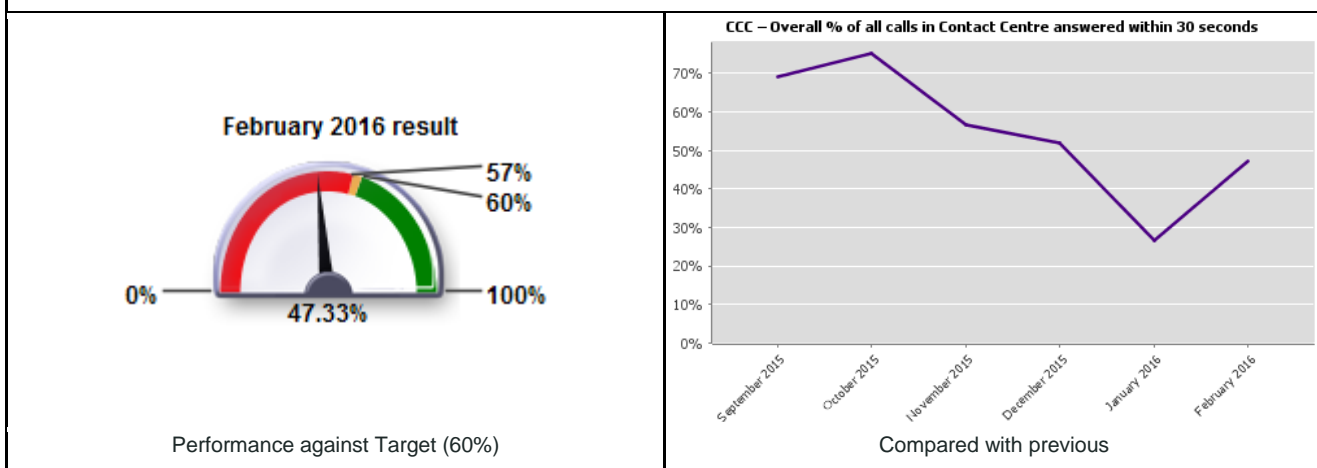 February 2016 result
57%
60%
0%
100%
47.33%
Performance against Target (60%)
CCC – Overall % of all calls in Contact Centre answered within 30 seconds
70%
60%
50%
40%
30%
20%
10%
0%
September 2015
October 2015
November 2015
December 2015
January 2016
February 2016
Compared with previous